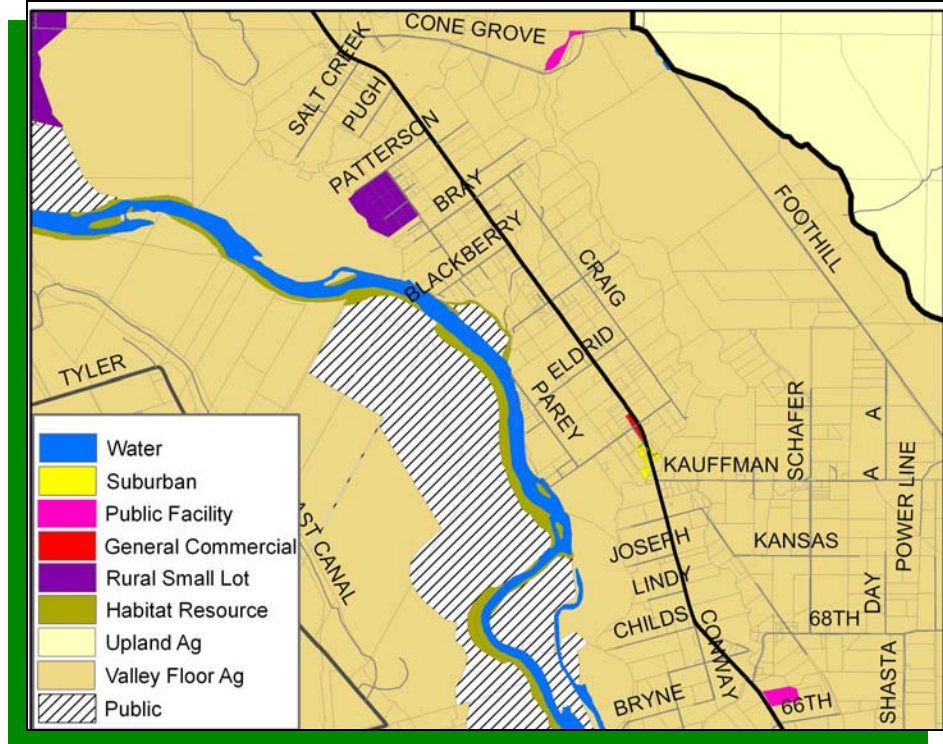 CONE GROVE
SALT CREEK
PUGH
PATTERSON
BRAY
FOOTHILL
BLACKBERRY
CRAIG
TYLER
ELDRID
PAREY
SCHAFER
A
A
KAUFFMAN
POWER LINE
AST CANAL
JOSEPH
KANSAS
LINDY
DAY
CHILDS
68TH
CONWAY
SHASTA
BRYNE
66TH
Water
Suburban
Public Facility
General Commercial
Rural Small Lot
Habitat Resource
Upland Ag
Valley Floor Ag
Public